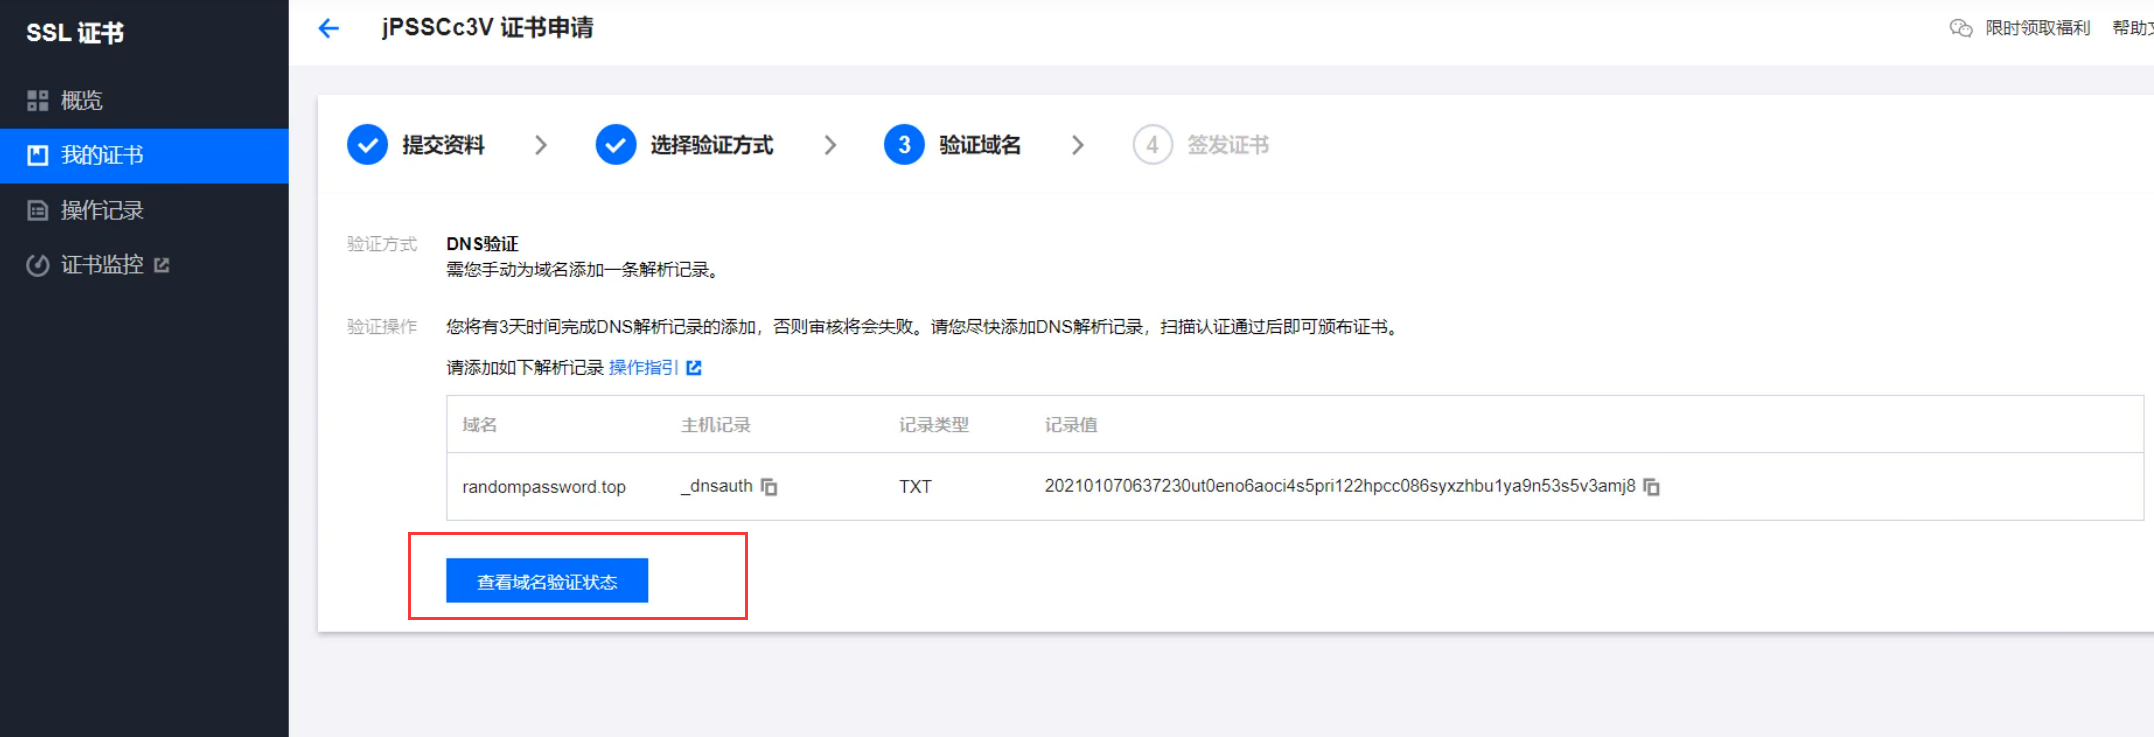 SSL 证书
概览
我的证书
操作记录
证书监控
jPSSCc3V 证书申请
限时领取福利 帮助文
提交资料 选择验证方式 3 验证域名 4 签发证书
验证方式 DNS验证
需您手动为域名添加一条解析记录。
验证操作 您将有3天时间完成DNS解析记录的添加，否则审核将会失败。请您尽快添加DNS解析记录，扫描认证通过后即可颁布证书。
请添加如下解析记录 操作指引
域名 主机记录 记录类型 记录值
randompassword.top _dnsauth TXT 202101070637230ut0eno6aoci4s5pri122hpcc086syxzhbu1ya9n53s5v3amj8
查看域名验证状态